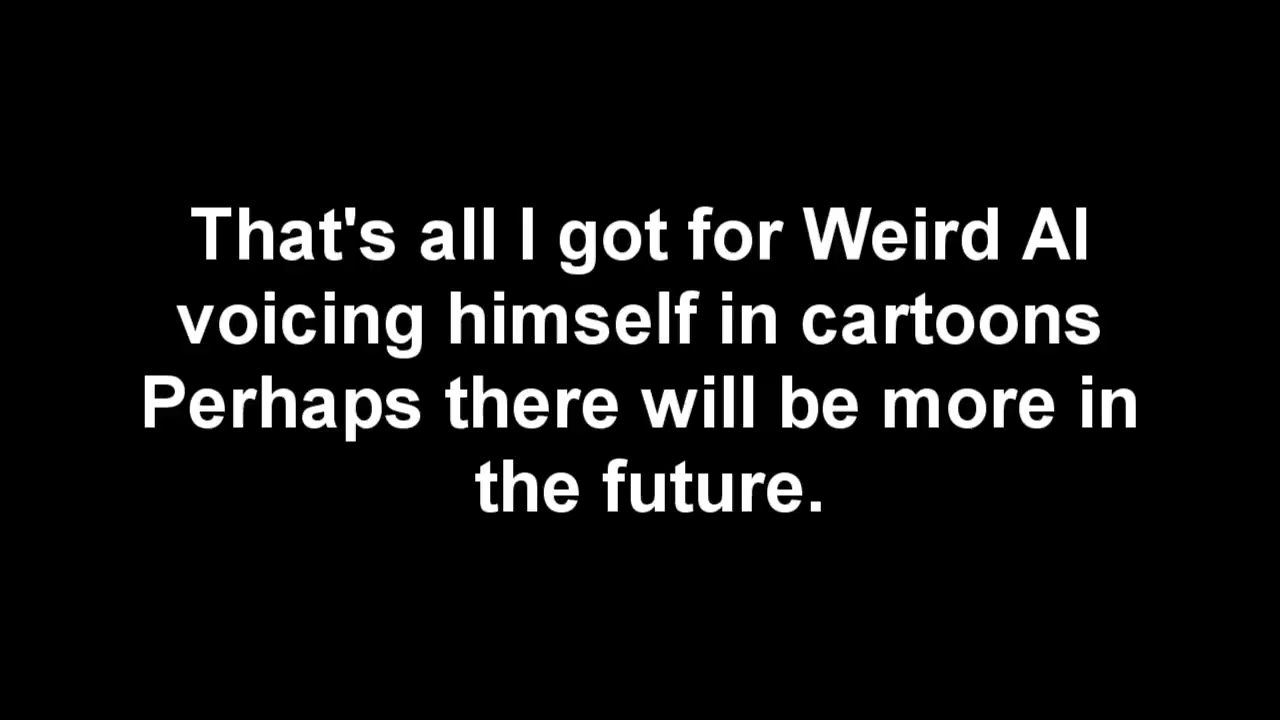 That's all I got for Weird Al
voicing himself in cartoons
Perhaps there will be more in
the future.